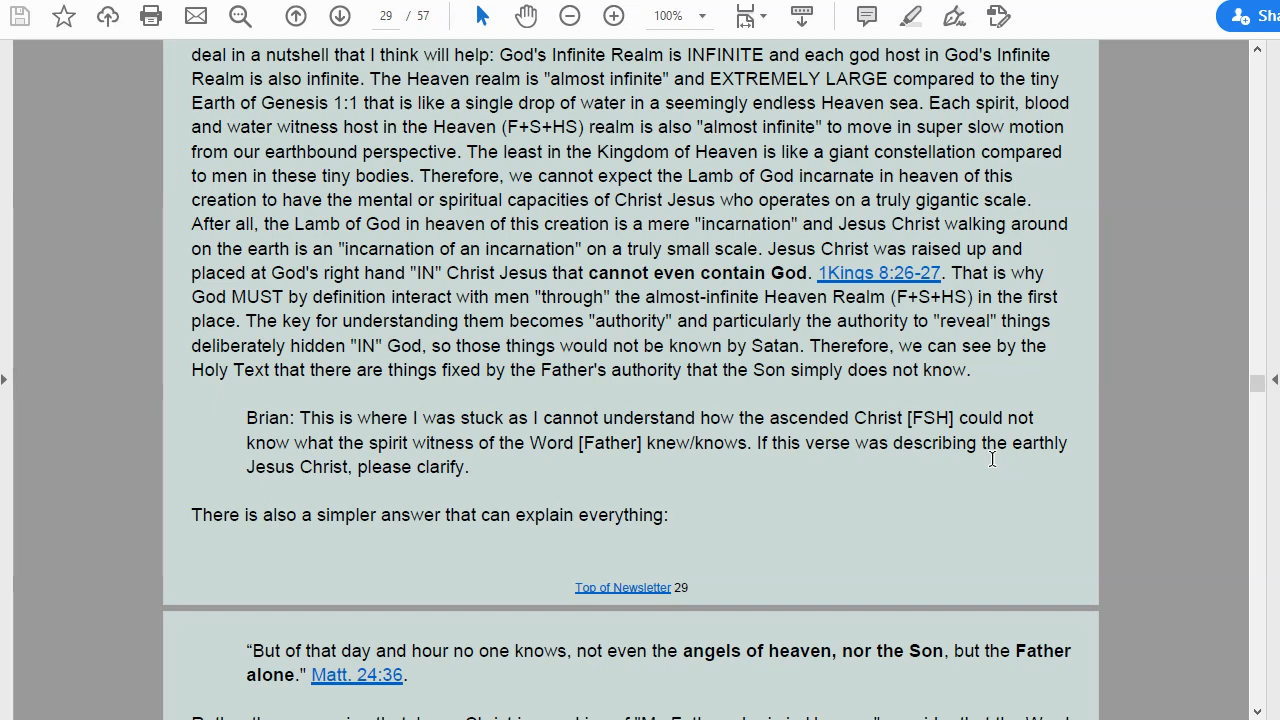 29 / 57
100%
Sha
deal in a nutshell that I think will help: God's Infinite Realm is INFINITE and each god host in God's Infinite
Realm is also infinite. The Heaven realm is "almost infinite" and EXTREMELY LARGE compared to the tiny
Earth of Genesis 1:1 that is like a single drop of water in a seemingly endless Heaven sea. Each spirit, blood
and water witness host in the Heaven (F+S+HS) realm is also "almost infinite" to move in super slow motion
from our earthbound perspective. The least in the Kingdom of Heaven is like a giant constellation compared
to men in these tiny bodies. Therefore, we cannot expect the Lamb of God incarnate in heaven of this
creation to have the mental or spiritual capacities of Christ Jesus who operates on a truly gigantic scale.
After all, the Lamb of God in heaven of this creation is a mere "incarnation" and Jesus Christ walking around
on the earth is an "incarnation of an incarnation" on a truly small scale. Jesus Christ was raised up and
placed at God's right hand "IN" Christ Jesus that cannot even contain God. 1Kings 8:26-27. That is why
God MUST by definition interact with men "through" the almost-infinite Heaven Realm (F+S+HS) in the first
place. The key for understanding them becomes "authority" and particularly the authority to "reveal" things
deliberately hidden "IN" God, so those things would not be known by Satan. Therefore, we can see by the
Holy Text that there are things fixed by the Father's authority that the Son simply does not know.
Brian: This is where I was stuck as I cannot understand how the ascended Christ [FSH] could not
know what the spirit witness of the Word [Father] knew/knows. If this verse was describing the earthly
Jesus Christ, please clarify.
There is also a simpler answer that can explain everything:
Top of Newsletter 29
“But of that day and hour no one knows, not even the angels of heaven, nor the Son, but the Father
alone." Matt. 24:36.